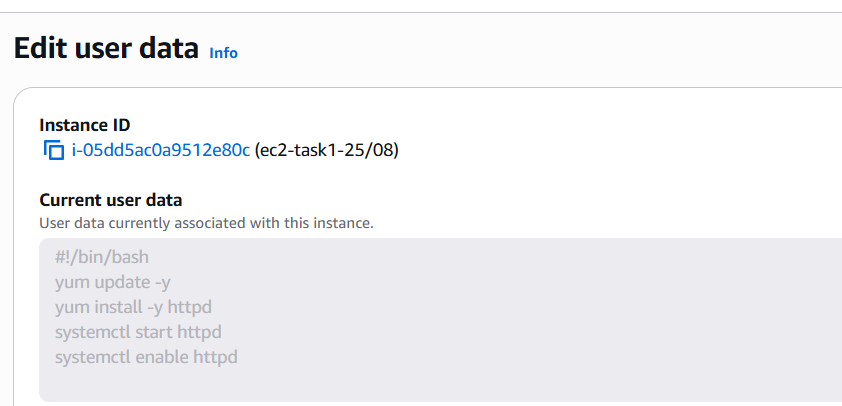 Edit user data Info
Instance ID
i-05dd5ac0a9512e80c (ec2-task1-25/08)
Current user data
User data currently associated with this instance.
#!/bin/bash
yum update -y
yum install -y httpd
systemctl start httpd
systemctl enable httpd